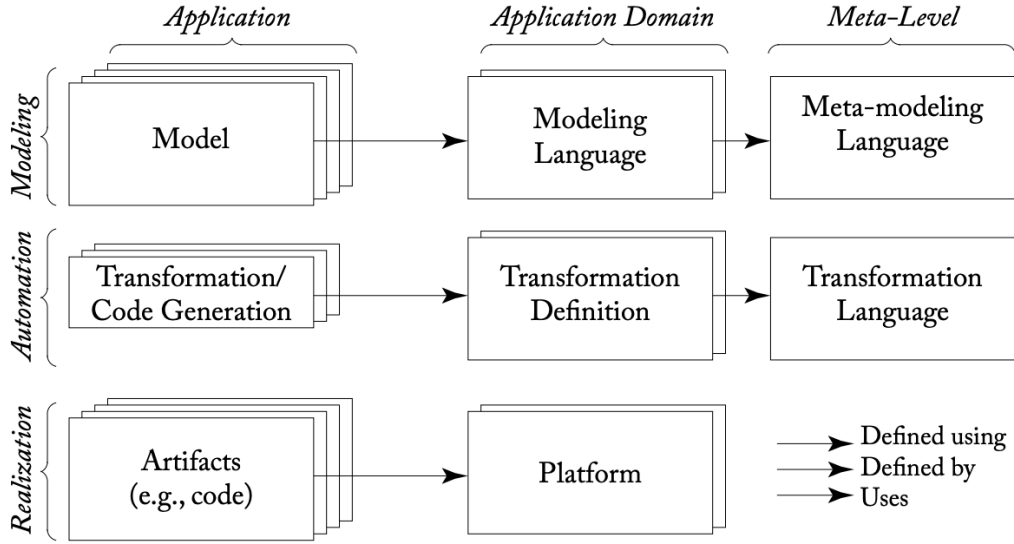 Application
Application Domain
Meta-Level
Modeling
Model
Modeling
Language
Meta-modeling
Language
Automation
Transformation/
Code Generation
Transformation
Definition
Transformation
Language
Realization
Artifacts
(e.g., code)
Platform
Defined using
Defined by
Uses